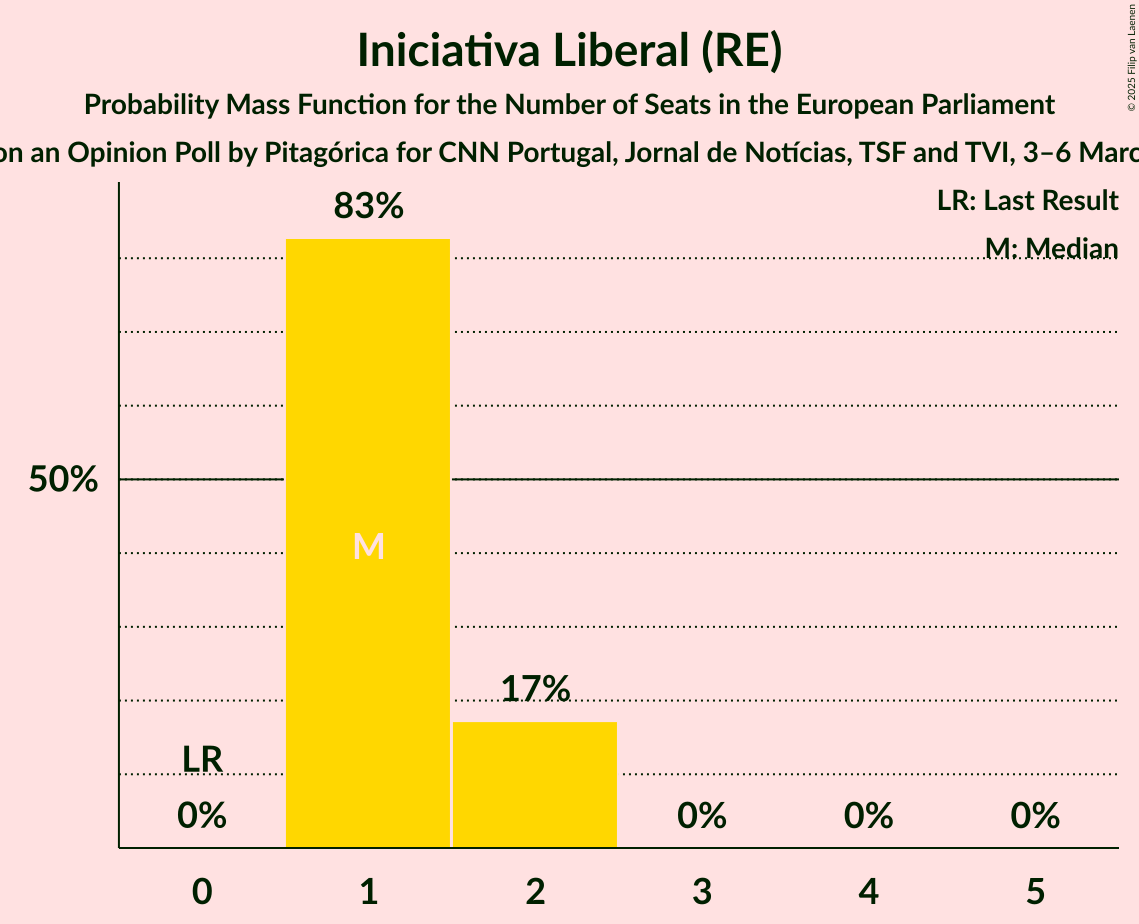 Iniciativa Liberal (RE)
Probability Mass Function for the Number of Seats in the European Parliament
on an Opinion Poll by Pitagórica for CNN Portugal, Jornal de Notícias, TSF and TVI, 3–6 Marc
© 2025 Filip van Laenen
LR: Last Result
M: Median
83%
50%
M
17%
LR
0%
0%
0%
0%
0 1 2 3 4 5